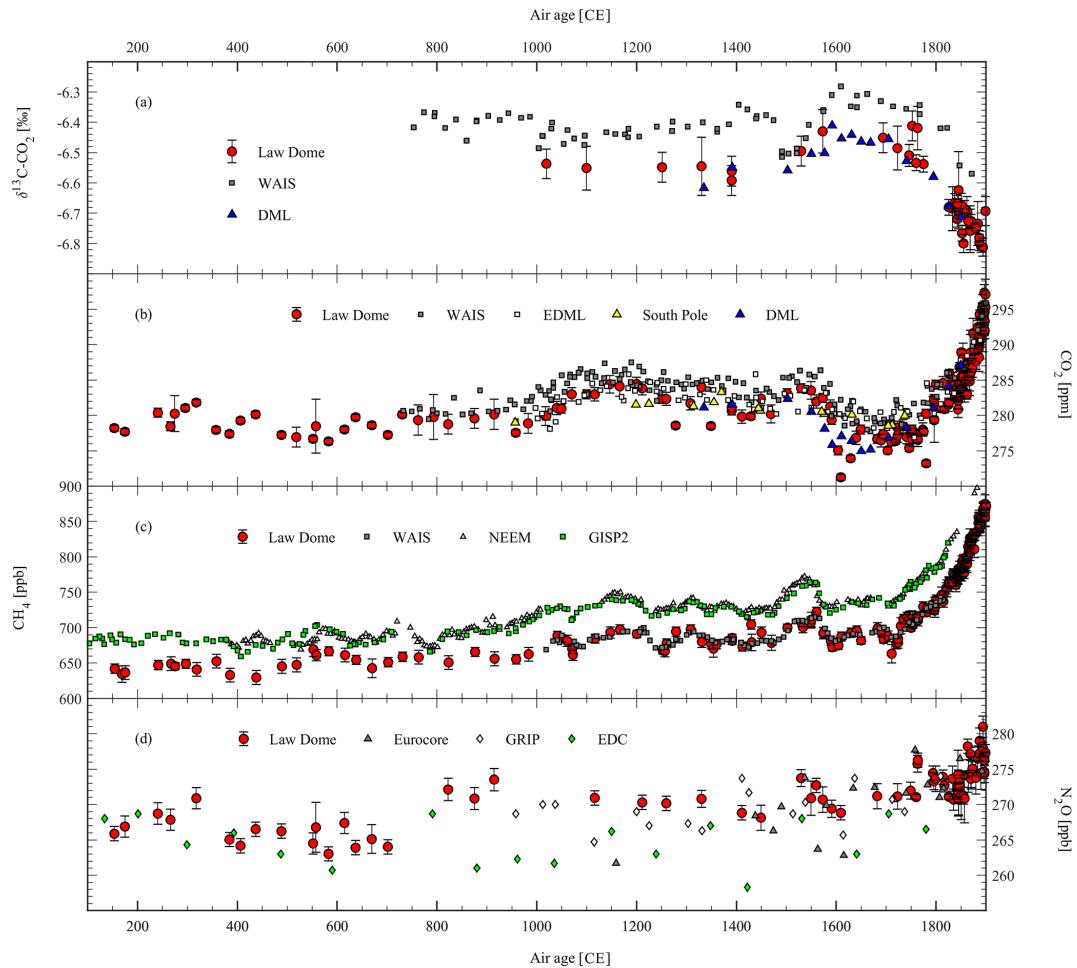 Air age [CE]
200 400 600 800 1000 1200 1400 1600 1800
(a)
δ¹³C-CO₂ [‰]
-6.3
-6.4
-6.5
-6.6
-6.7
-6.8
Law Dome
WAIS
DML
(b)
Law Dome WAIS EDML South Pole DML
CO₂ [ppm]
295
290
285
280
275
(c)
Law Dome WAIS NEEM GISP2
CH₄ [ppb]
900
850
800
750
700
650
600
(d)
Law Dome Eurocore GRIP EDC
N₂O [ppb]
280
275
270
265
260
200 400 600 800 1000 1200 1400 1600 1800
Air age [CE]